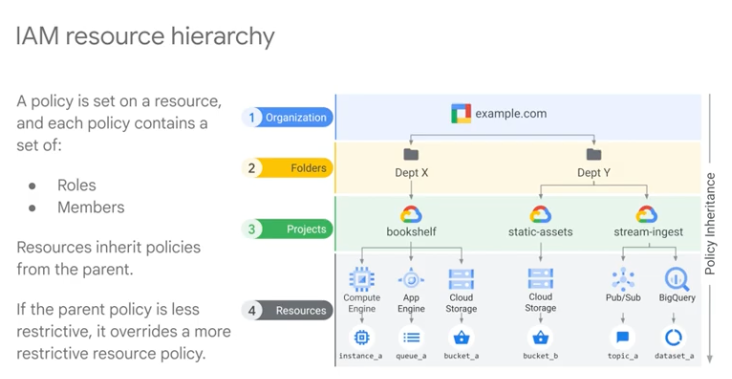 IAM resource hierarchy
A policy is set on a resource,
and each policy contains a
set of:
● Roles
● Members
Resources inherit policies
from the parent.
If the parent policy is less
restrictive, it overrides a more
restrictive resource policy.
1 Organization
example.com
2 Folders
Dept X
Dept Y
3 Projects
bookshelf
static-assets
stream-ingest
4 Resources
Compute
Engine
App
Engine
Cloud
Storage
Cloud
Storage
Pub/Sub
BigQuery
instance_a
queue_a
bucket_a
bucket_b
topic_a
dataset_a
Policy Inheritance